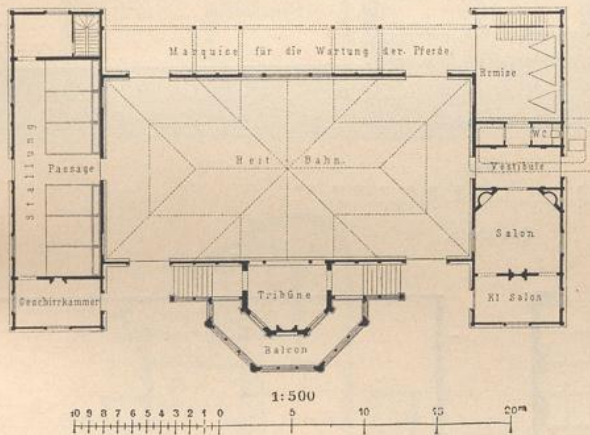 Marquise für die Wartung der Pferde.
Remise
Stallung
Passage
Reit Bahn.
WC
Vestibule
Salon
Geschirrkammer
Tribüne
Kl Salon
Balcon
1:500
10 9 8 7 6 5 4 3 2 1 0 5 10 15 20m